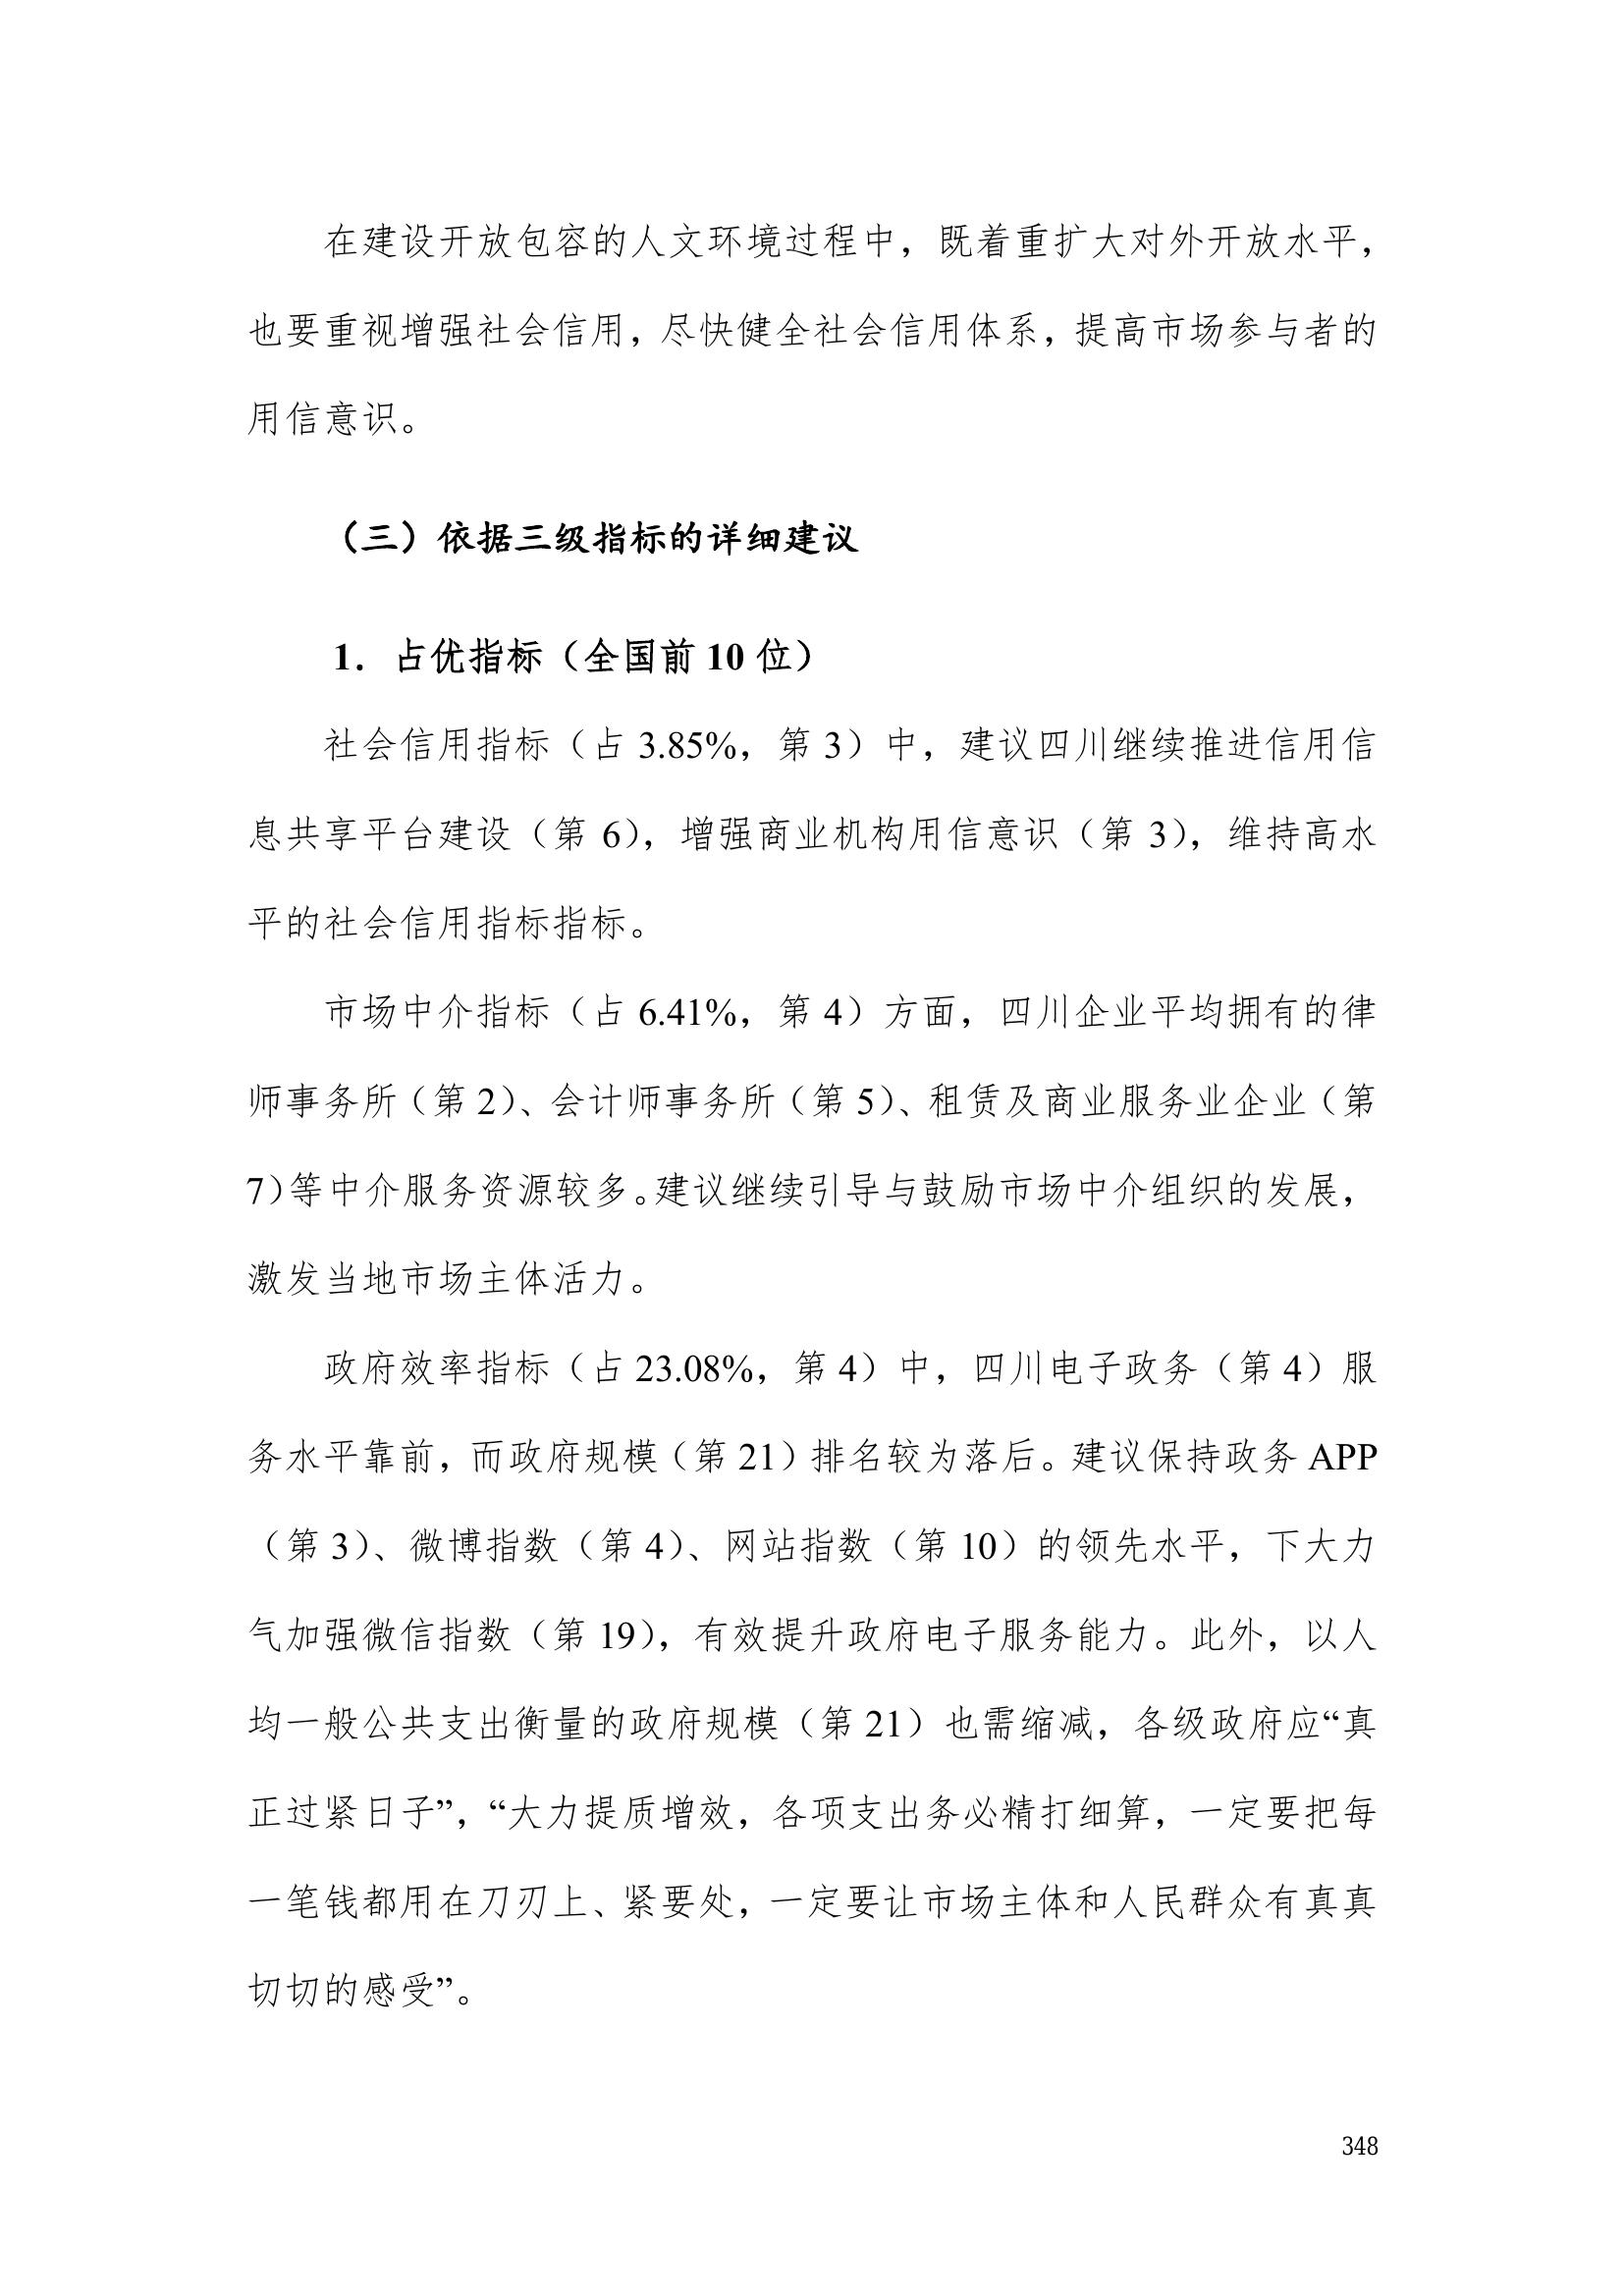 在建设开放包容的人文环境过程中，既着重扩大对外开放水平，
也要重视增强社会信用，尽快健全社会信用体系，提高市场参与者的
用信意识。
（三）依据三级指标的详细建议
1．占优指标（全国前 10 位）
社会信用指标（占 3.85%，第 3）中，建议四川继续推进信用信
息共享平台建设（第 6），增强商业机构用信意识（第 3），维持高水
平的社会信用指标指标。
市场中介指标（占 6.41%，第 4）方面，四川企业平均拥有的律
师事务所（第 2）、会计师事务所（第 5）、租赁及商业服务业企业（第
7）等中介服务资源较多。建议继续引导与鼓励市场中介组织的发展，
激发当地市场主体活力。
政府效率指标（占 23.08%，第 4）中，四川电子政务（第 4）服
务水平靠前，而政府规模（第 21）排名较为落后。建议保持政务 APP
（第 3）、微博指数（第 4）、网站指数（第 10）的领先水平，下大力
气加强微信指数（第 19），有效提升政府电子服务能力。此外，以人
均一般公共支出衡量的政府规模（第 21）也需缩减，各级政府应“真
正过紧日子”，“大力提质增效，各项支出务必精打细算，一定要把每
一笔钱都用在刀刃上、紧要处，一定要让市场主体和人民群众有真真
切切的感受”。
348